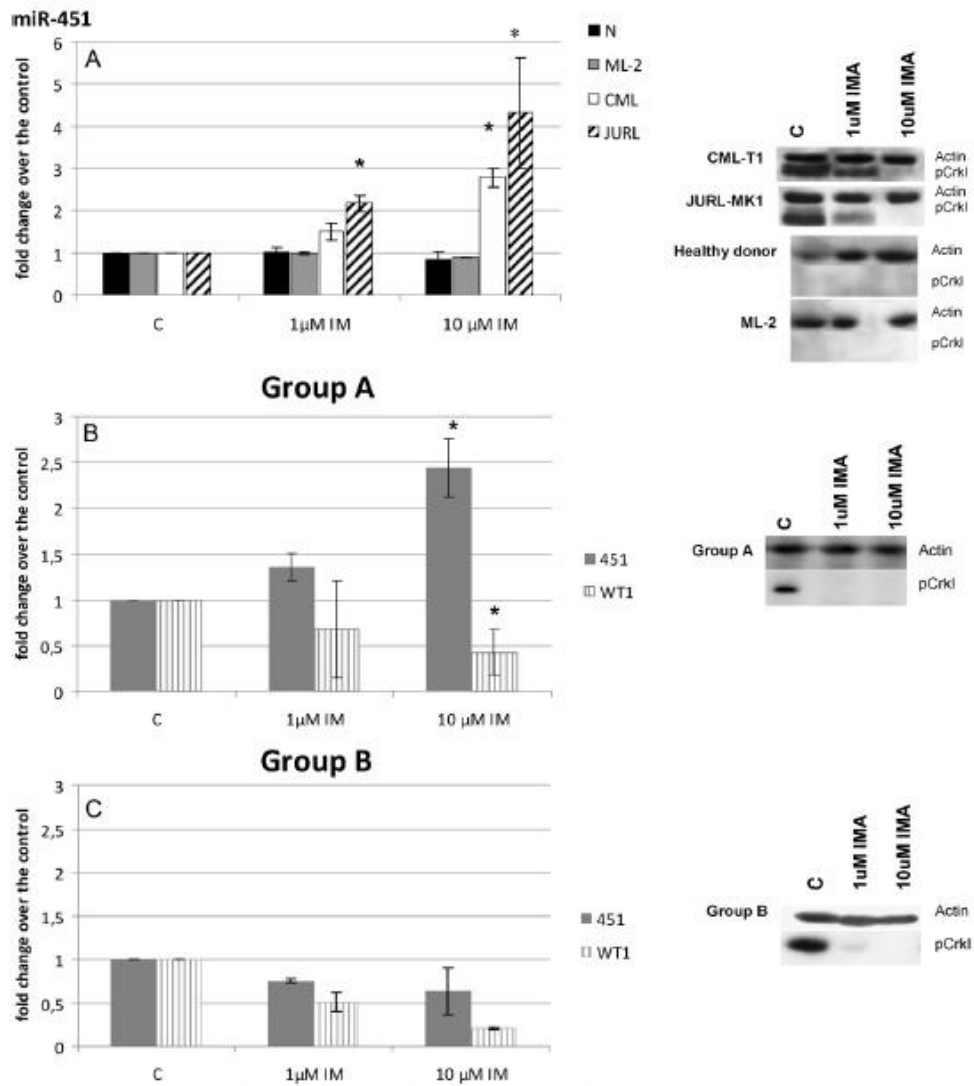 miR-451
A
fold change over the control
6
5
4
3
2
1
0
C
1µM IM
10 µM IM
N
ML-2
CML
JURL
* * * *
C
1uM IMA
10uM IMA
CML-T1
Actin
pCrkl
JURL-MK1
Actin
pCrkl
Healthy donor
Actin
pCrkl
ML-2
Actin
pCrkl
Group A
B
fold change over the control
3
2,5
2
1,5
1
0,5
0
C
1µM IM
10 µM IM
451
WT1
* *
C
1uM IMA
10uM IMA
Group A
Actin
pCrkl
Group B
C
fold change over the control
3
2,5
2
1,5
1
0,5
0
C
1µM IM
10 µM IM
451
WT1
C
1uM IMA
10uM IMA
Group B
Actin
pCrkl